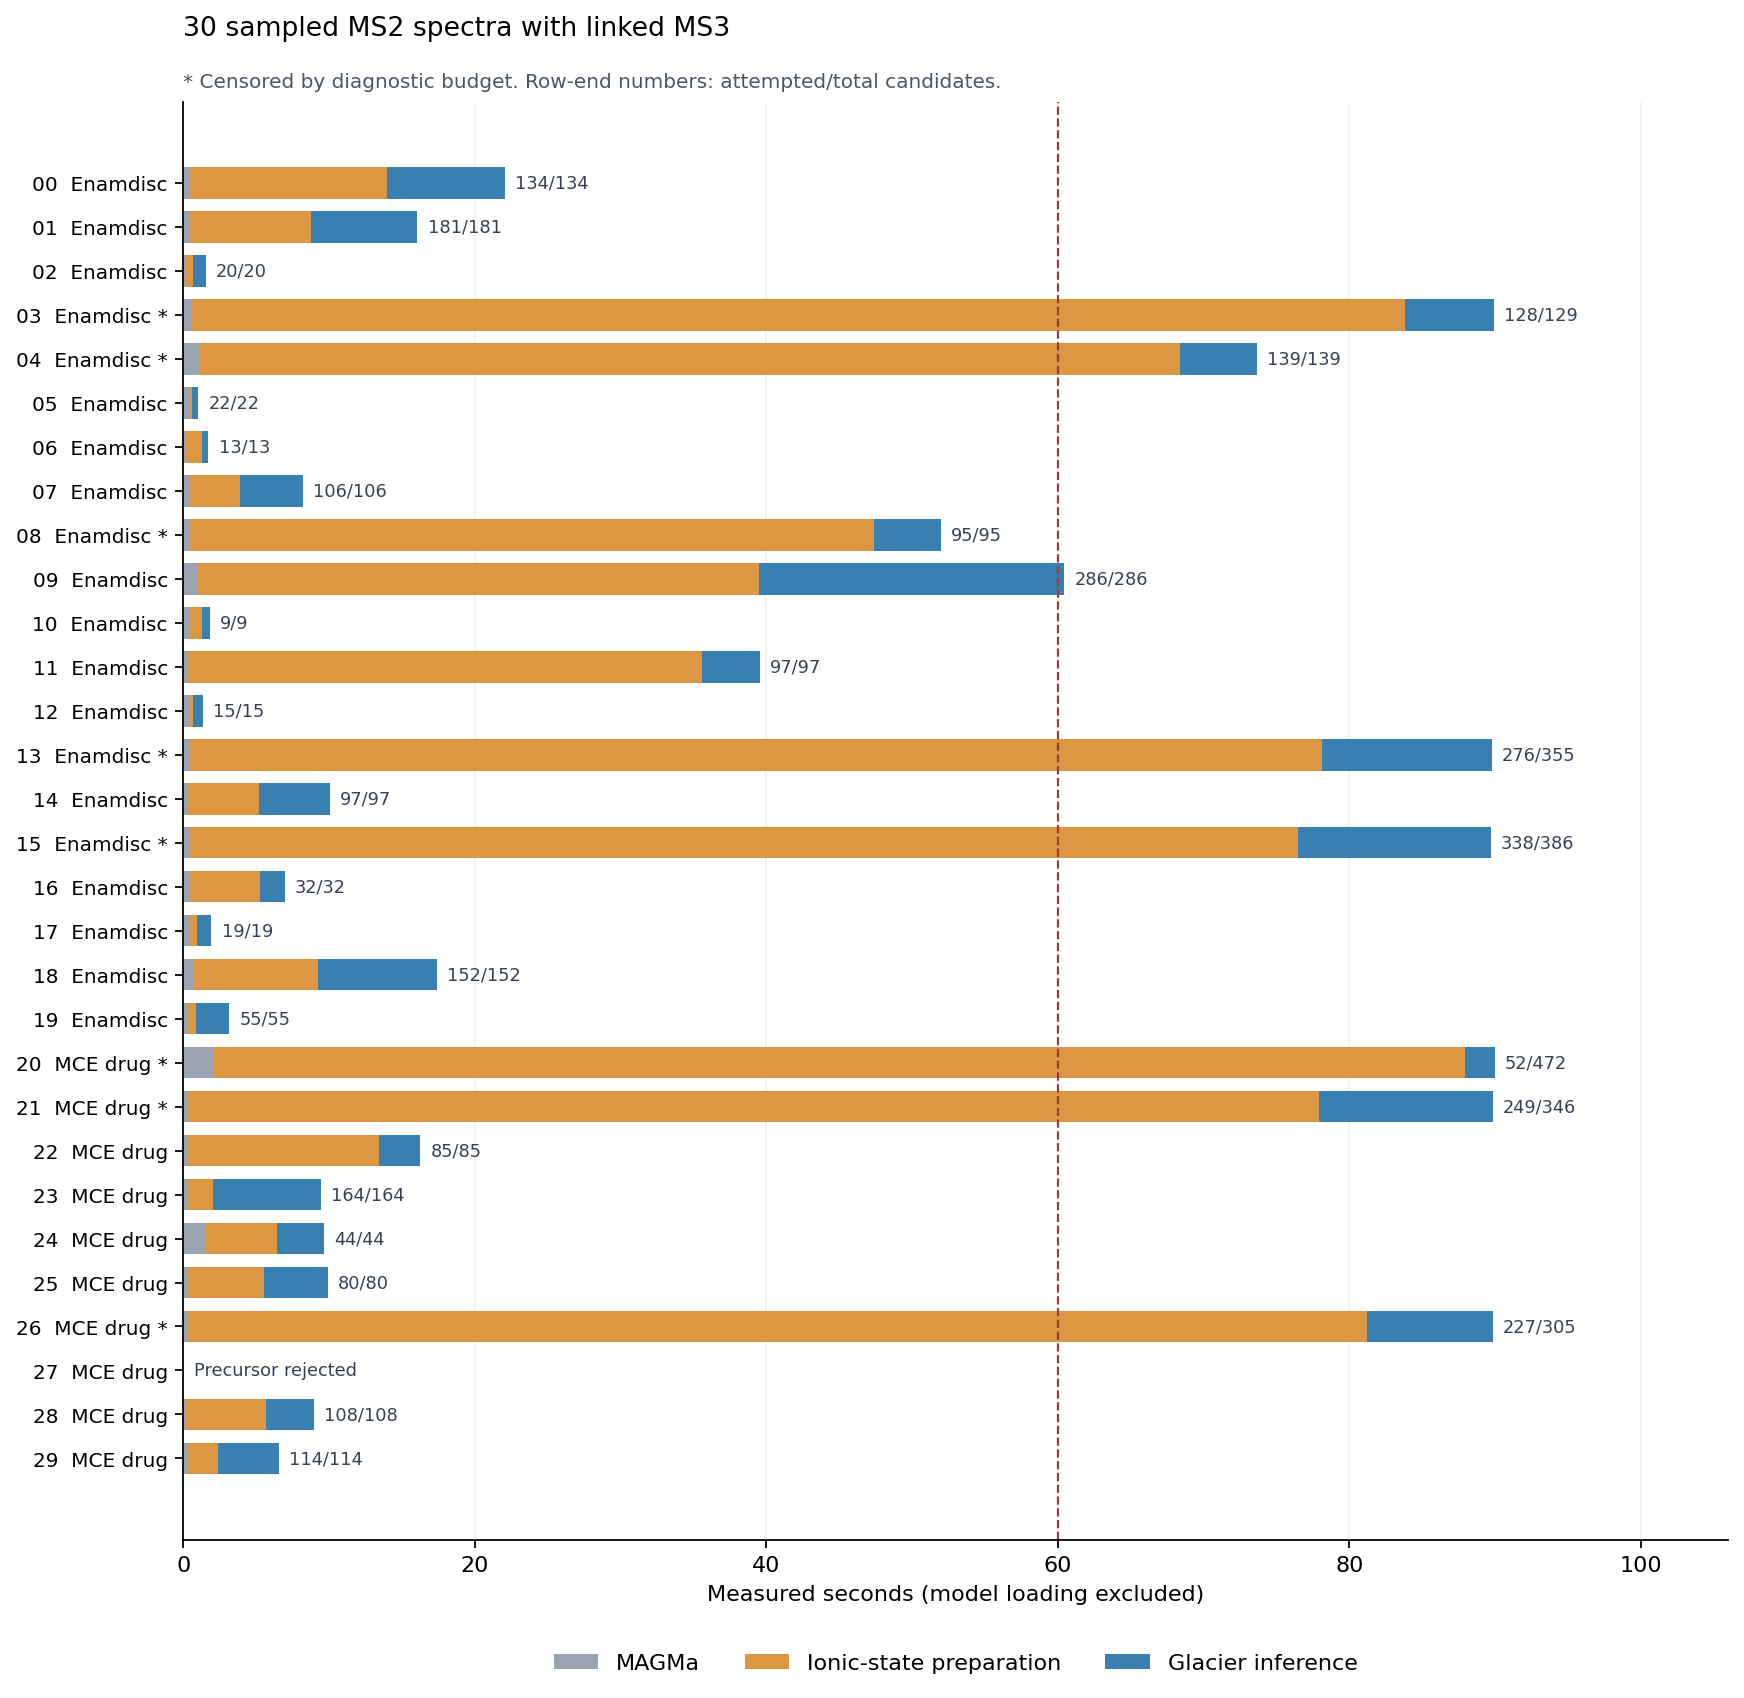 30 sampled MS2 spectra with linked MS3
* Censored by diagnostic budget. Row-end numbers: attempted/total candidates.
00 Enamdisc 134/134
01 Enamdisc 181/181
02 Enamdisc 20/20
03 Enamdisc * 128/129
04 Enamdisc * 139/139
05 Enamdisc 22/22
06 Enamdisc 13/13
07 Enamdisc 106/106
08 Enamdisc * 95/95
09 Enamdisc 286/286
10 Enamdisc 9/9
11 Enamdisc 97/97
12 Enamdisc 15/15
13 Enamdisc * 276/355
14 Enamdisc 97/97
15 Enamdisc * 338/386
16 Enamdisc 32/32
17 Enamdisc 19/19
18 Enamdisc 152/152
19 Enamdisc 55/55
20 MCE drug * 52/472
21 MCE drug * 249/346
22 MCE drug 85/85
23 MCE drug 164/164
24 MCE drug 44/44
25 MCE drug 80/80
26 MCE drug * 227/305
27 MCE drug Precursor rejected
28 MCE drug 108/108
29 MCE drug 114/114
0 20 40 60 80 100
Measured seconds (model loading excluded)
MAGMa Ionic-state preparation Glacier inference